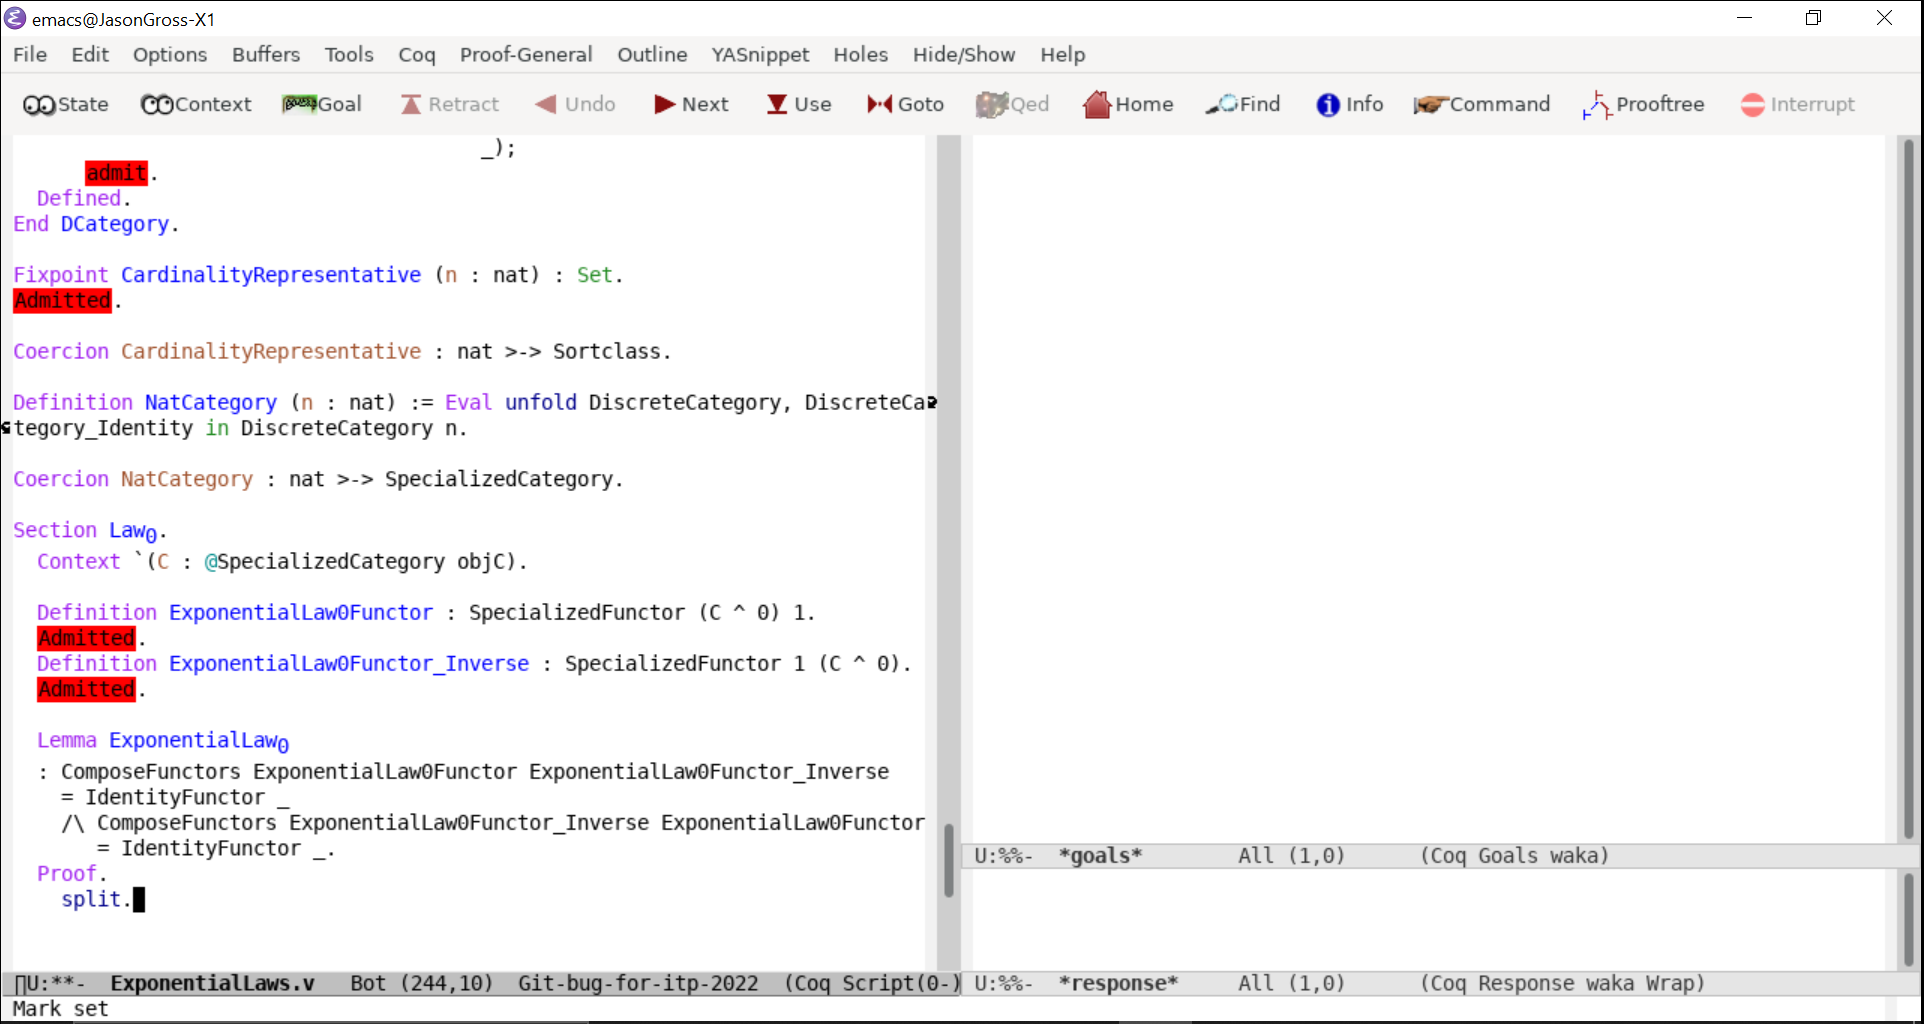 emacs@JasonGross-X1
File Edit Options Buffers Tools Coq Proof-General Outline YASnippet Holes Hide/Show Help
State Context Goal Retract Undo Next Use Goto Qed Home Find Info Command Prooftree Interrupt
_);
admit.
Defined.
End DCategory.
Fixpoint CardinalityRepresentative (n : nat) : Set.
Admitted.
Coercion CardinalityRepresentative : nat >-> Sortclass.
Definition NatCategory (n : nat) := Eval unfold DiscreteCategory, DiscreteCa
tegory_Identity in DiscreteCategory n.
Coercion NatCategory : nat >-> SpecializedCategory.
Section Law₀.
Context `(C : @SpecializedCategory objC).
Definition ExponentialLaw0Functor : SpecializedFunctor (C ^ 0) 1.
Admitted.
Definition ExponentialLaw0Functor_Inverse : SpecializedFunctor 1 (C ^ 0).
Admitted.
Lemma ExponentialLaw₀
: ComposeFunctors ExponentialLaw0Functor ExponentialLaw0Functor_Inverse
= IdentityFunctor _
/\ ComposeFunctors ExponentialLaw0Functor_Inverse ExponentialLaw0Functor
= IdentityFunctor _.
Proof.
split.
U:**- ExponentialLaws.v Bot (244,10) Git-bug-for-itp-2022 (Coq Script(0-)
U:%%- *goals* All (1,0) (Coq Goals waka)
U:%%- *response* All (1,0) (Coq Response waka Wrap)
Mark set